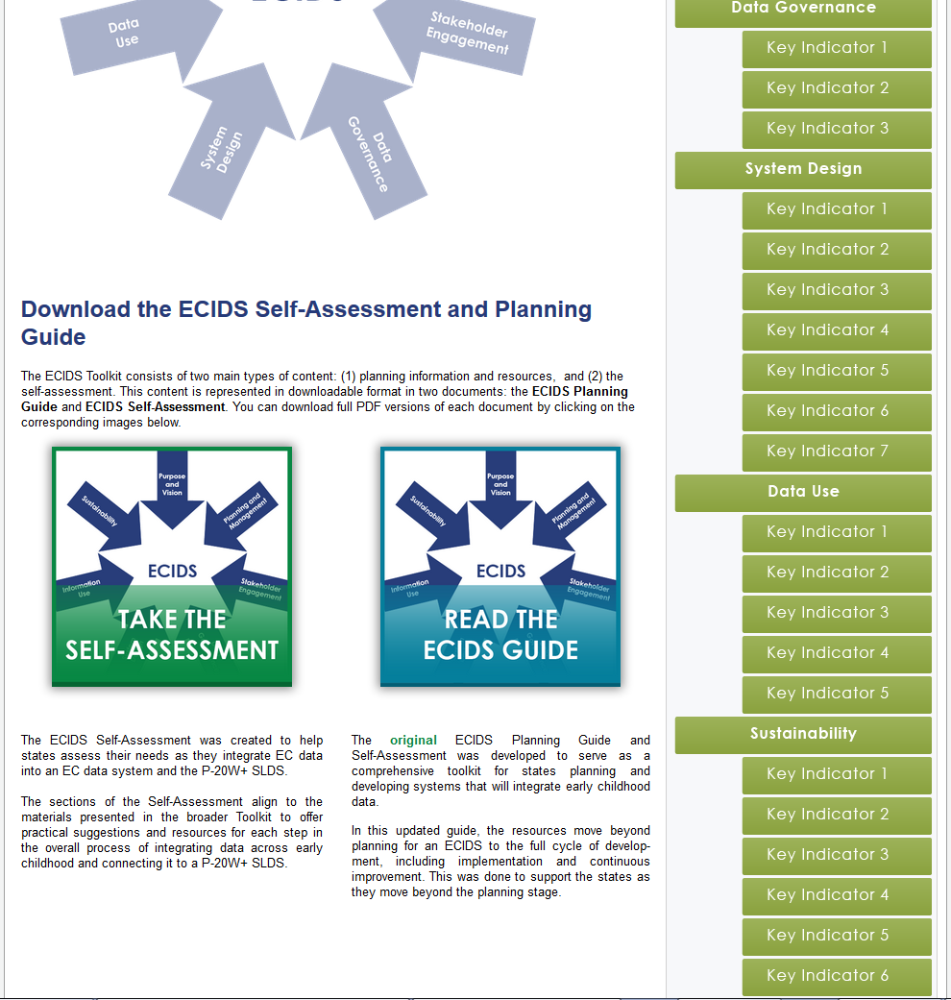 ECIDS
Data
Use
Stakeholder
Engagement
System
Design
Data
Governance
Download the ECIDS Self-Assessment and Planning
Guide
The ECIDS Toolkit consists of two main types of content: (1) planning information and resources, and (2) the
self-assessment. This content is represented in downloadable format in two documents: the ECIDS Planning
Guide and ECIDS Self-Assessment. You can download full PDF versions of each document by clicking on the
corresponding images below.
Purpose
and
Vision
Sustainability
Planning and
Management
ECIDS
Information
Use
Stakeholder
Engagement
TAKE THE
SELF-ASSESSMENT
Purpose
and
Vision
Sustainability
Planning and
Management
ECIDS
Information
Use
Stakeholder
Engagement
READ THE
ECIDS GUIDE
The ECIDS Self-Assessment was created to help
states assess their needs as they integrate EC data
into an EC data system and the P-20W+ SLDS.
The sections of the Self-Assessment align to the
materials presented in the broader Toolkit to offer
practical suggestions and resources for each step in
the overall process of integrating data across early
childhood and connecting it to a P-20W+ SLDS.
The original ECIDS Planning Guide and
Self-Assessment was developed to serve as a
comprehensive toolkit for states planning and
developing systems that will integrate early childhood
data.
In this updated guide, the resources move beyond
planning for an ECIDS to the full cycle of develop-
ment, including implementation and continuous
improvement. This was done to support the states as
they move beyond the planning stage.
Data Governance
Key Indicator 1
Key Indicator 2
Key Indicator 3
System Design
Key Indicator 1
Key Indicator 2
Key Indicator 3
Key Indicator 4
Key Indicator 5
Key Indicator 6
Key Indicator 7
Data Use
Key Indicator 1
Key Indicator 2
Key Indicator 3
Key Indicator 4
Key Indicator 5
Sustainability
Key Indicator 1
Key Indicator 2
Key Indicator 3
Key Indicator 4
Key Indicator 5
Key Indicator 6